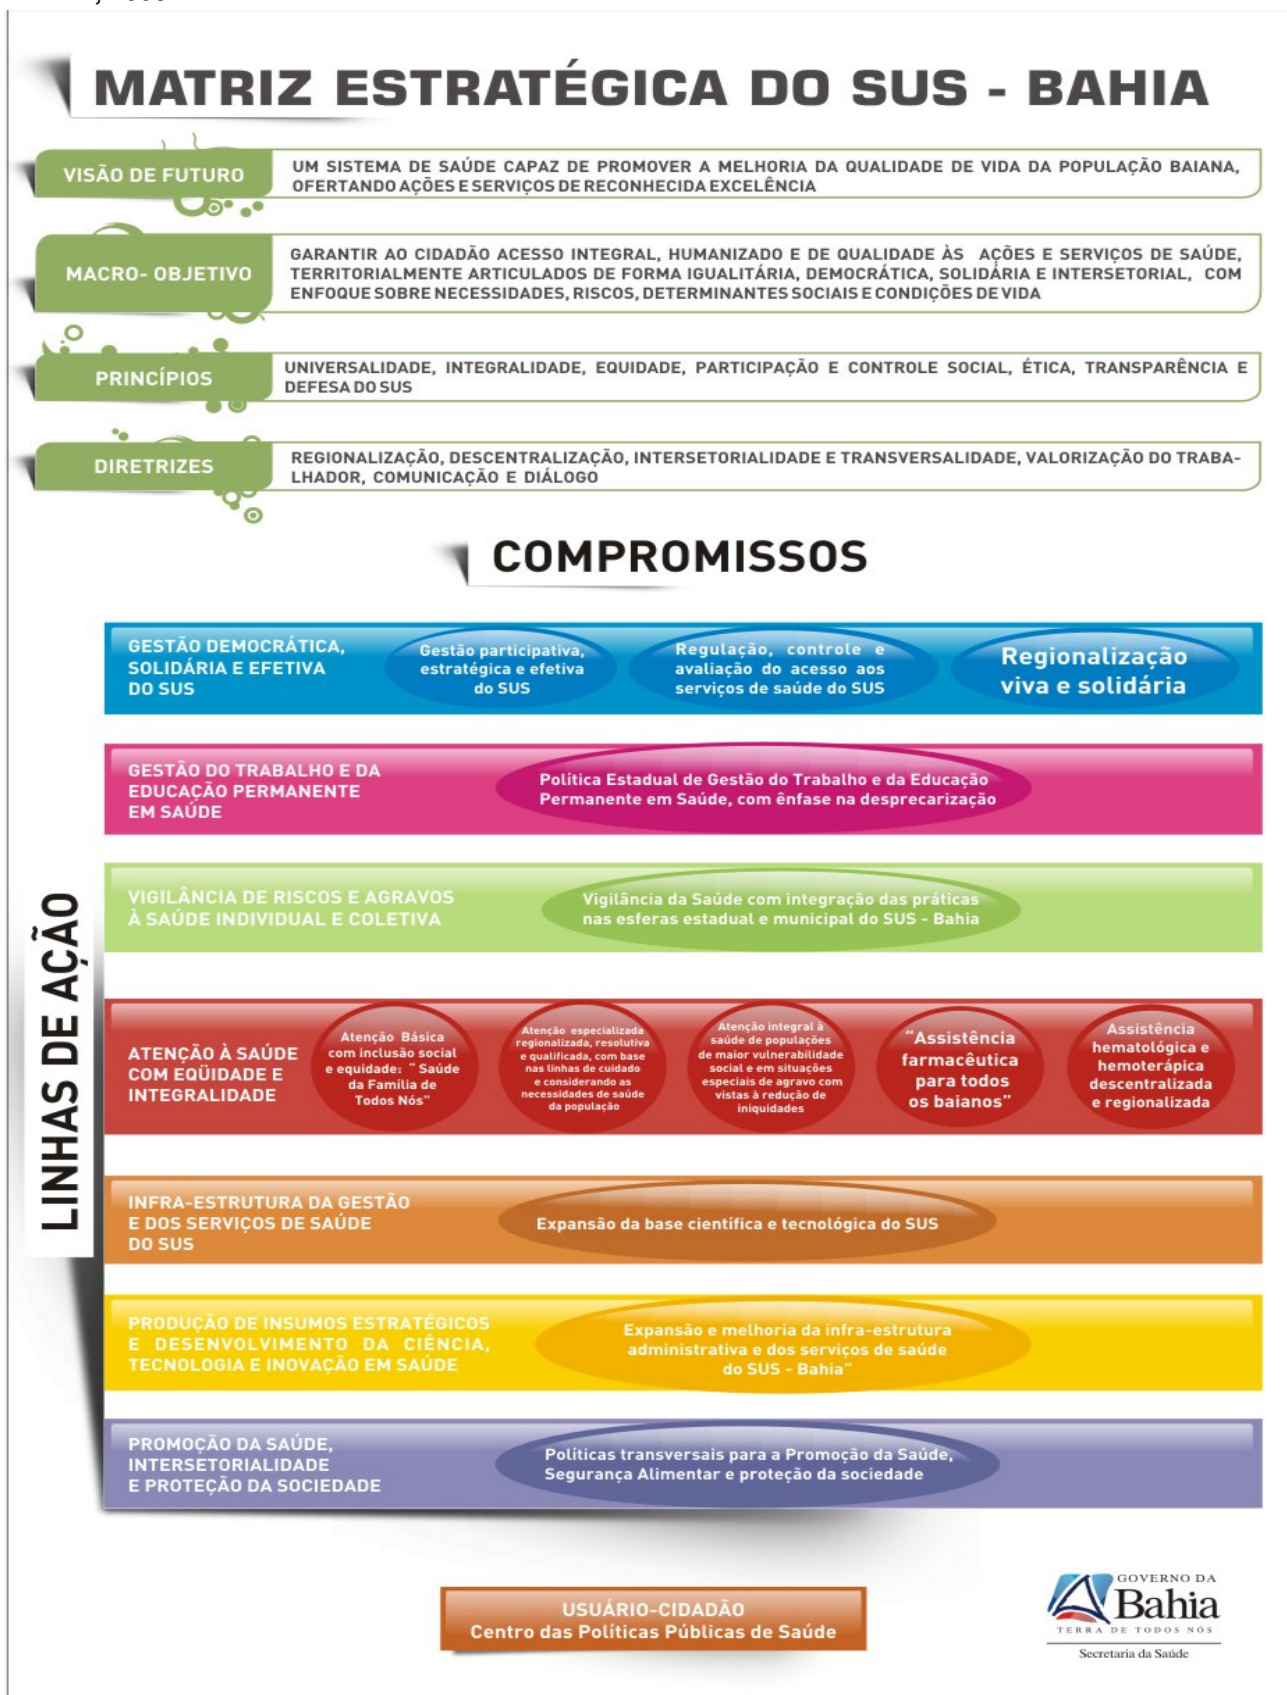 MATRIZ ESTRATÉGICA DO SUS - BAHIA
VISÃO DE FUTURO
UM SISTEMA DE SAÚDE CAPAZ DE PROMOVER A MELHORIA DA QUALIDADE DE VIDA DA POPULAÇÃO BAIANA,
OFERTANDO AÇÕES E SERVIÇOS DE RECONHECIDA EXCELÊNCIA
MACRO- OBJETIVO
GARANTIR AO CIDADÃO ACESSO INTEGRAL, HUMANIZADO E DE QUALIDADE ÀS AÇÕES E SERVIÇOS DE SAÚDE,
TERRITORIALMENTE ARTICULADOS DE FORMA IGUALITÁRIA, DEMOCRÁTICA, SOLIDÁRIA E INTERSETORIAL, COM
ENFOQUE SOBRE NECESSIDADES, RISCOS, DETERMINANTES SOCIAIS E CONDIÇÕES DE VIDA
PRINCÍPIOS
UNIVERSALIDADE, INTEGRALIDADE, EQUIDADE, PARTICIPAÇÃO E CONTROLE SOCIAL, ÉTICA, TRANSPARÊNCIA E
DEFESA DO SUS
DIRETRIZES
REGIONALIZAÇÃO, DESCENTRALIZAÇÃO, INTERSETORIALIDADE E TRANSVERSALIDADE, VALORIZAÇÃO DO TRABA-
LHADOR, COMUNICAÇÃO E DIÁLOGO
COMPROMISSOS
LINHAS DE AÇÃO
GESTÃO DEMOCRÁTICA,
SOLIDÁRIA E EFETIVA
DO SUS
Gestão participativa,
estratégica e efetiva
do SUS
Regulação, controle e
avaliação do acesso aos
serviços de saúde do SUS
Regionalização
viva e solidária
GESTÃO DO TRABALHO E DA
EDUCAÇÃO PERMANENTE
EM SAÚDE
Política Estadual de Gestão do Trabalho e da Educação
Permanente em Saúde, com ênfase na desprecarização
VIGILÂNCIA DE RISCOS E AGRAVOS
À SAÚDE INDIVIDUAL E COLETIVA
Vigilância da Saúde com integração das práticas
nas esferas estadual e municipal do SUS - Bahia
ATENÇÃO À SAÚDE
COM EQÜIDADE E
INTEGRALIDADE
Atenção Básica
com inclusão social
e equidade: “ Saúde
da Família de
Todos Nós”
Atenção especializada
regionalizada, resolutiva
e qualificada, com base
nas linhas de cuidado
e considerando as
necessidades de saúde
da população
Atenção integral à
saúde de populações
de maior vulnerabilidade
social e em situações
especiais de agravo com
vistas à redução de
iniquidades
“Assistência
farmacêutica
para todos
os baianos”
Assistência
hematológica e
hemoterápica
descentralizada
e regionalizada
INFRA-ESTRUTURA DA GESTÃO
E DOS SERVIÇOS DE SAÚDE
DO SUS
Expansão da base científica e tecnológica do SUS
PRODUÇÃO DE INSUMOS ESTRATÉGICOS
E DESENVOLVIMENTO DA CIÊNCIA,
TECNOLOGIA E INOVAÇÃO EM SAÚDE
Expansão e melhoria da infra-estrutura
administrativa e dos serviços de saúde
do SUS - Bahia”
PROMOÇÃO DA SAÚDE,
INTERSETORIALIDADE
E PROTEÇÃO DA SOCIEDADE
Políticas transversais para a Promoção da Saúde,
Segurança Alimentar e proteção da sociedade
USUÁRIO-CIDADÃO
Centro das Políticas Públicas de Saúde
GOVERNO DA
Bahia
TERRA DE TODOS NÓS
Secretaria da Saúde